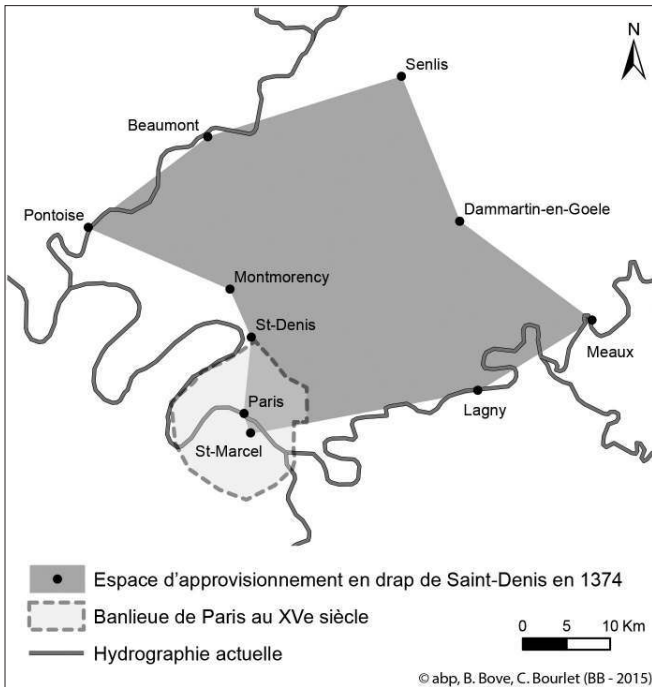 N
Senlis
Beaumont
Dammartin-en-Goele
Pontoise
Montmorency
St-Denis
Meaux
Paris
Lagny
St-Marcel
Espace d'approvisionnement en drap de Saint-Denis en 1374
Banlieue de Paris au XVe siècle
0 5 10 Km
Hydrographie actuelle
© abp, B. Bove, C. Bourlet (BB - 2015)